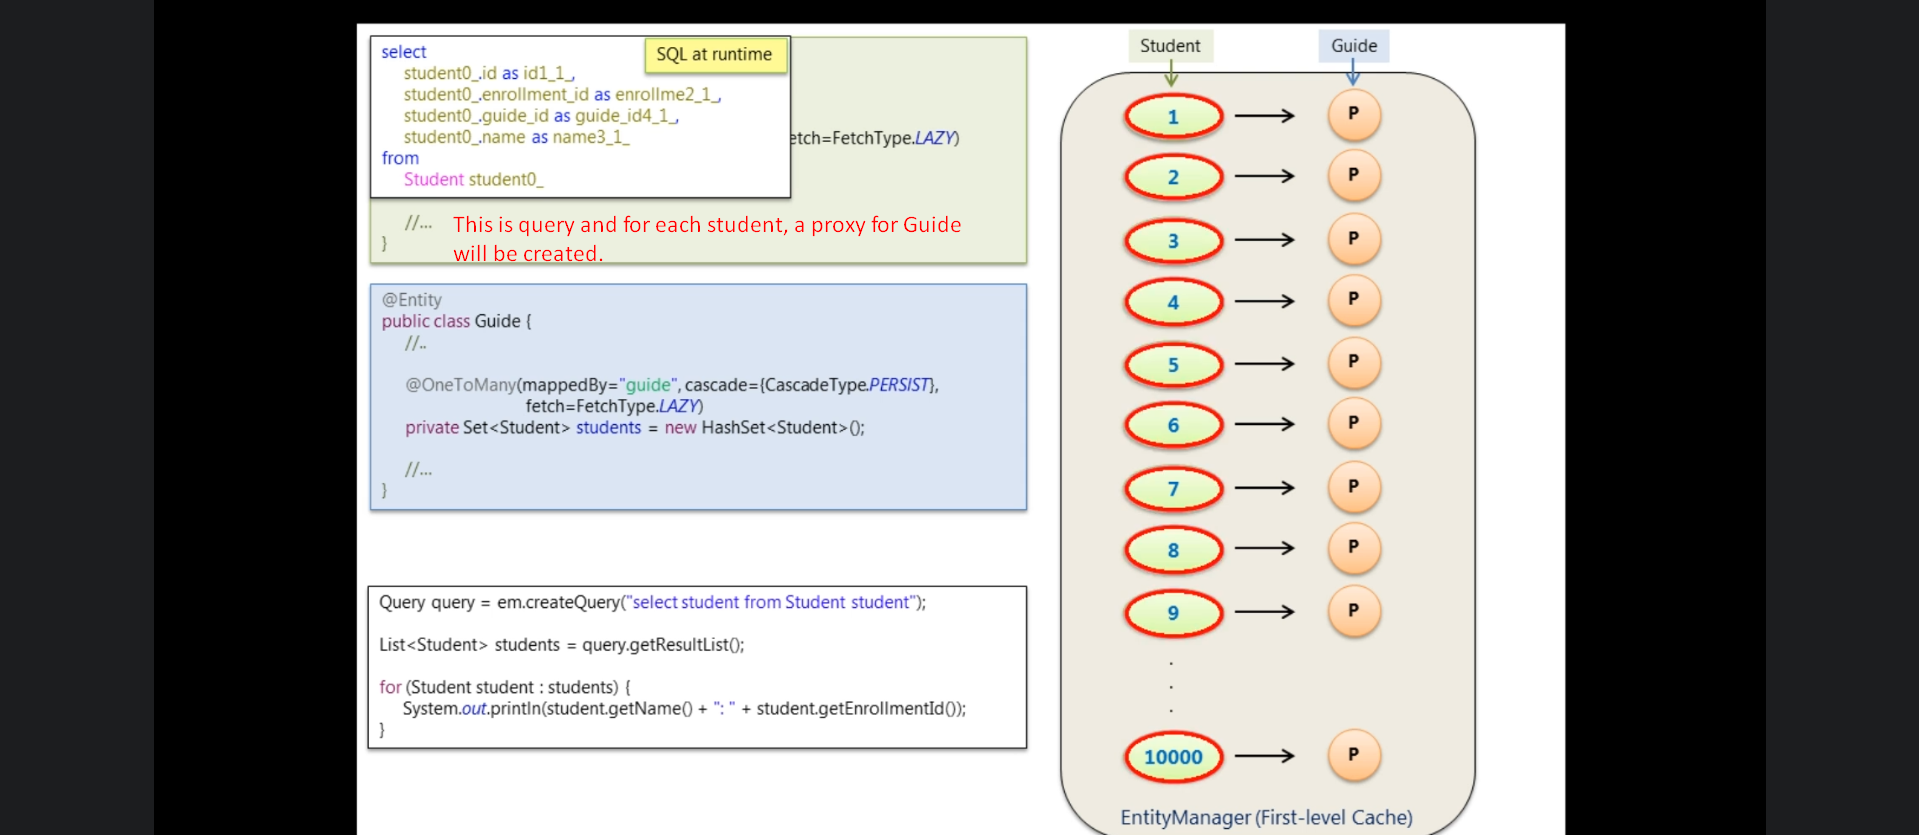 select
student0_.id as id1_1_,
student0_.enrollment_id as enrollme2_1_,
student0_.guide_id as guide_id4_1_,
student0_.name as name3_1_
from
Student student0_
SQL at runtime
etch=FetchType.LAZY)
//...
}
This is query and for each student, a proxy for Guide
will be created.
@Entity
public class Guide {
//..
@OneToMany(mappedBy="guide", cascade={CascadeType.PERSIST},
fetch=FetchType.LAZY)
private Set<Student> students = new HashSet<Student>();
//...
}
Query query = em.createQuery("select student from Student student");
List<Student> students = query.getResultList();
for (Student student : students) {
System.out.println(student.getName() + ": " + student.getEnrollmentId());
}
Student Guide
1 P
2 P
3 P
4 P
5 P
6 P
7 P
8 P
9 P
.
.
.
10000 P
EntityManager (First-level Cache)